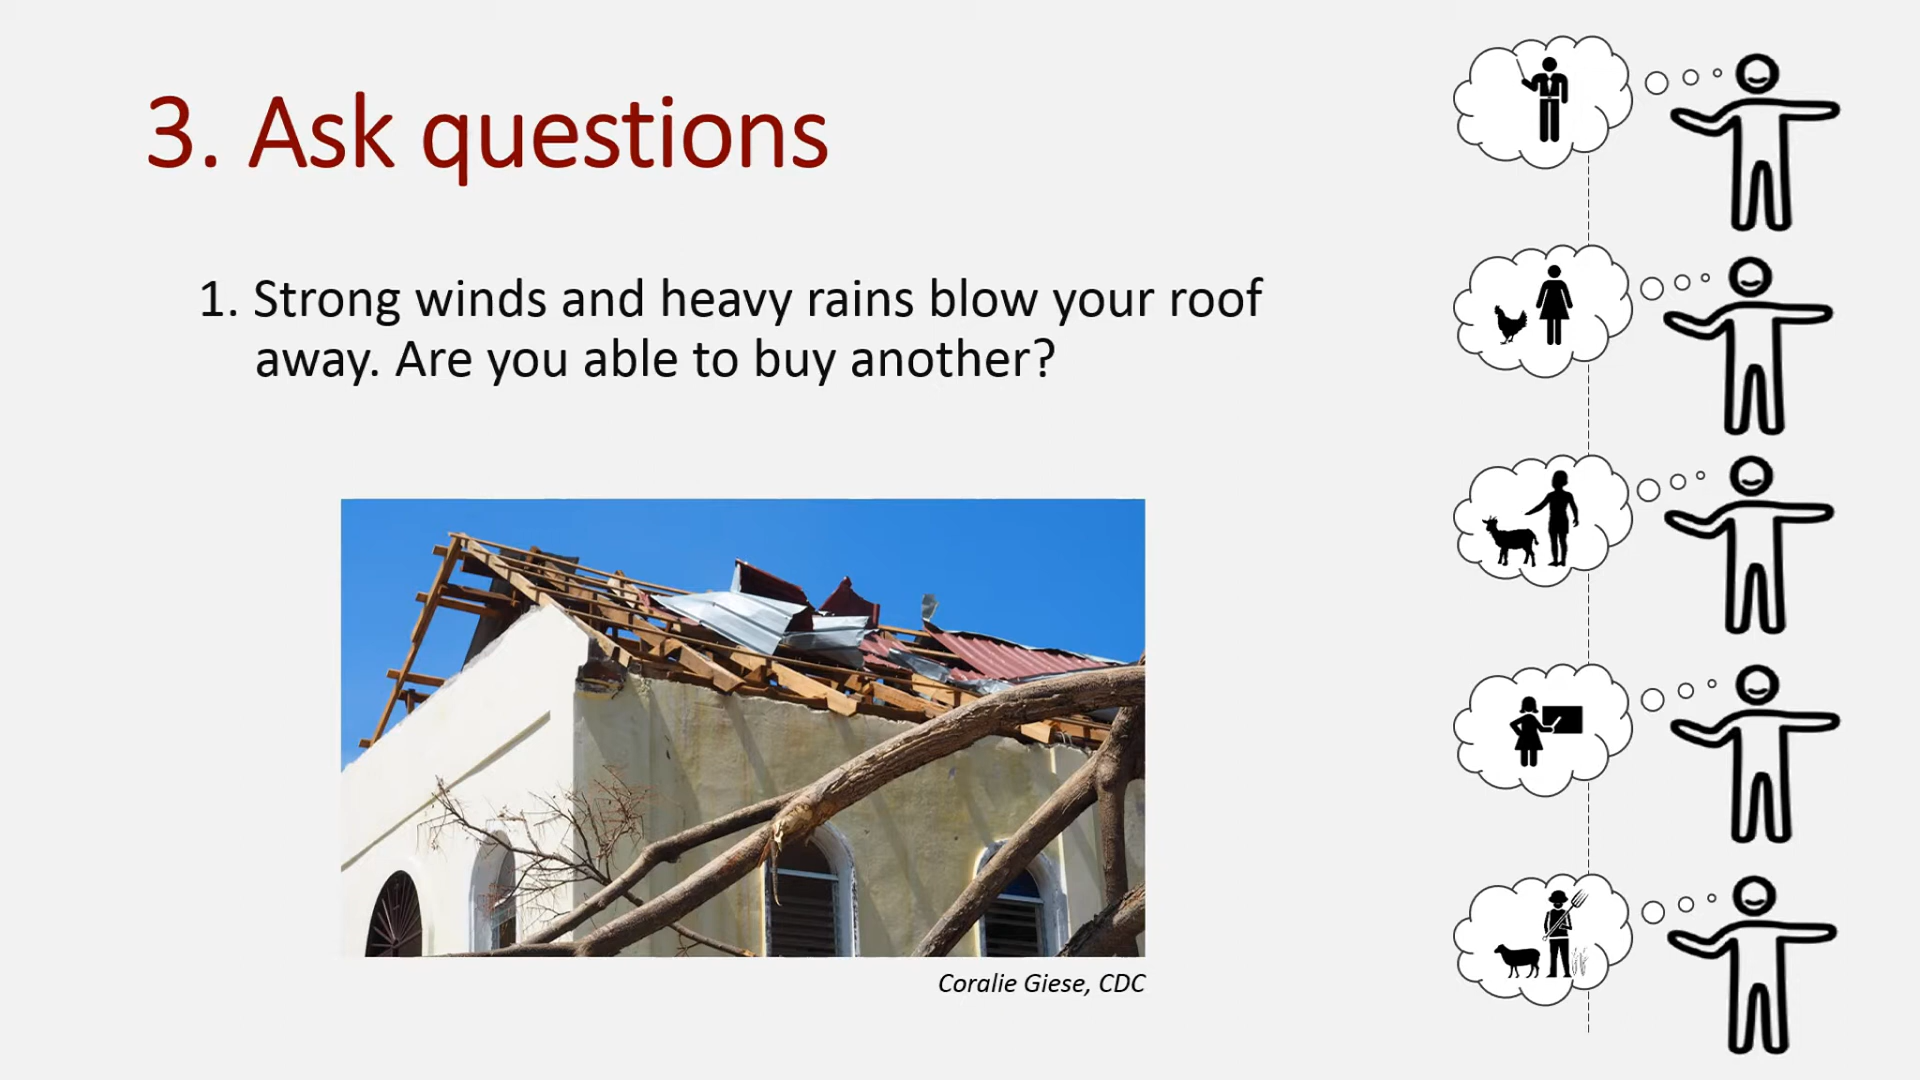 3. Ask questions
1. Strong winds and heavy rains blow your roof
away. Are you able to buy another?
Coralie Giese, CDC